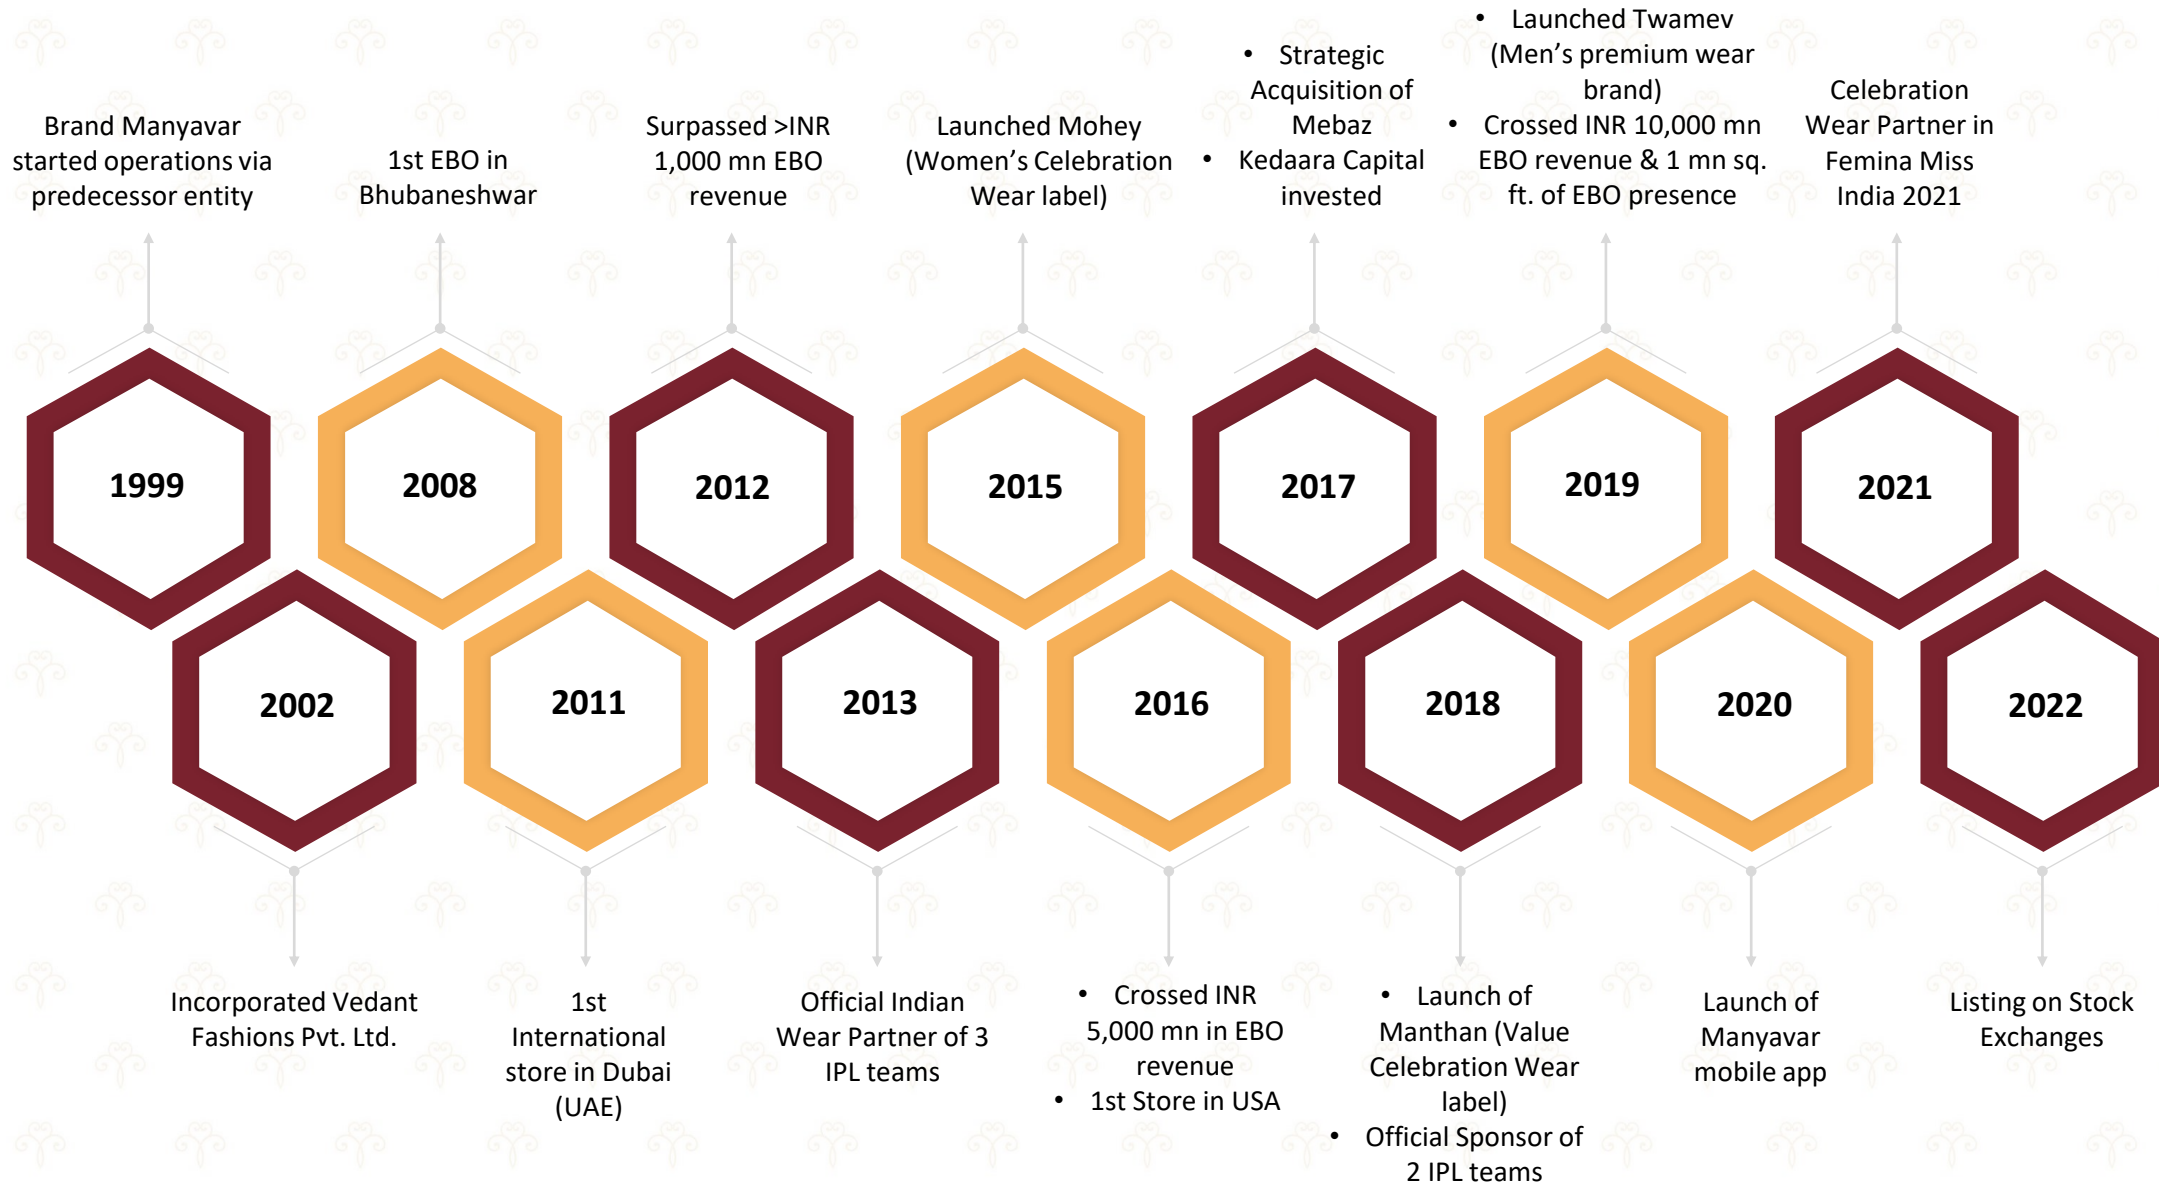 Brand Manyavar
started operations via
predecessor entity
1st EBO in
Bhubaneshwar
Surpassed >INR
1,000 mn EBO
revenue
Launched Mohey
(Women’s Celebration
Wear label)
• Strategic
Acquisition of
Mebaz
• Kedaara Capital
invested
• Launched Twamev
(Men’s premium wear
brand)
• Crossed INR 10,000 mn
EBO revenue & 1 mn sq.
ft. of EBO presence
Celebration
Wear Partner in
Femina Miss
India 2021
1999
2008
2012
2015
2017
2019
2021
2002
2011
2013
2016
2018
2020
2022
Incorporated Vedant
Fashions Pvt. Ltd.
1st
International
store in Dubai
(UAE)
Official Indian
Wear Partner of 3
IPL teams
• Crossed INR
5,000 mn in EBO
revenue
• 1st Store in USA
• Launch of
Manthan (Value
Celebration Wear
label)
• Official Sponsor of
2 IPL teams
Launch of
Manyavar
mobile app
Listing on Stock
Exchanges